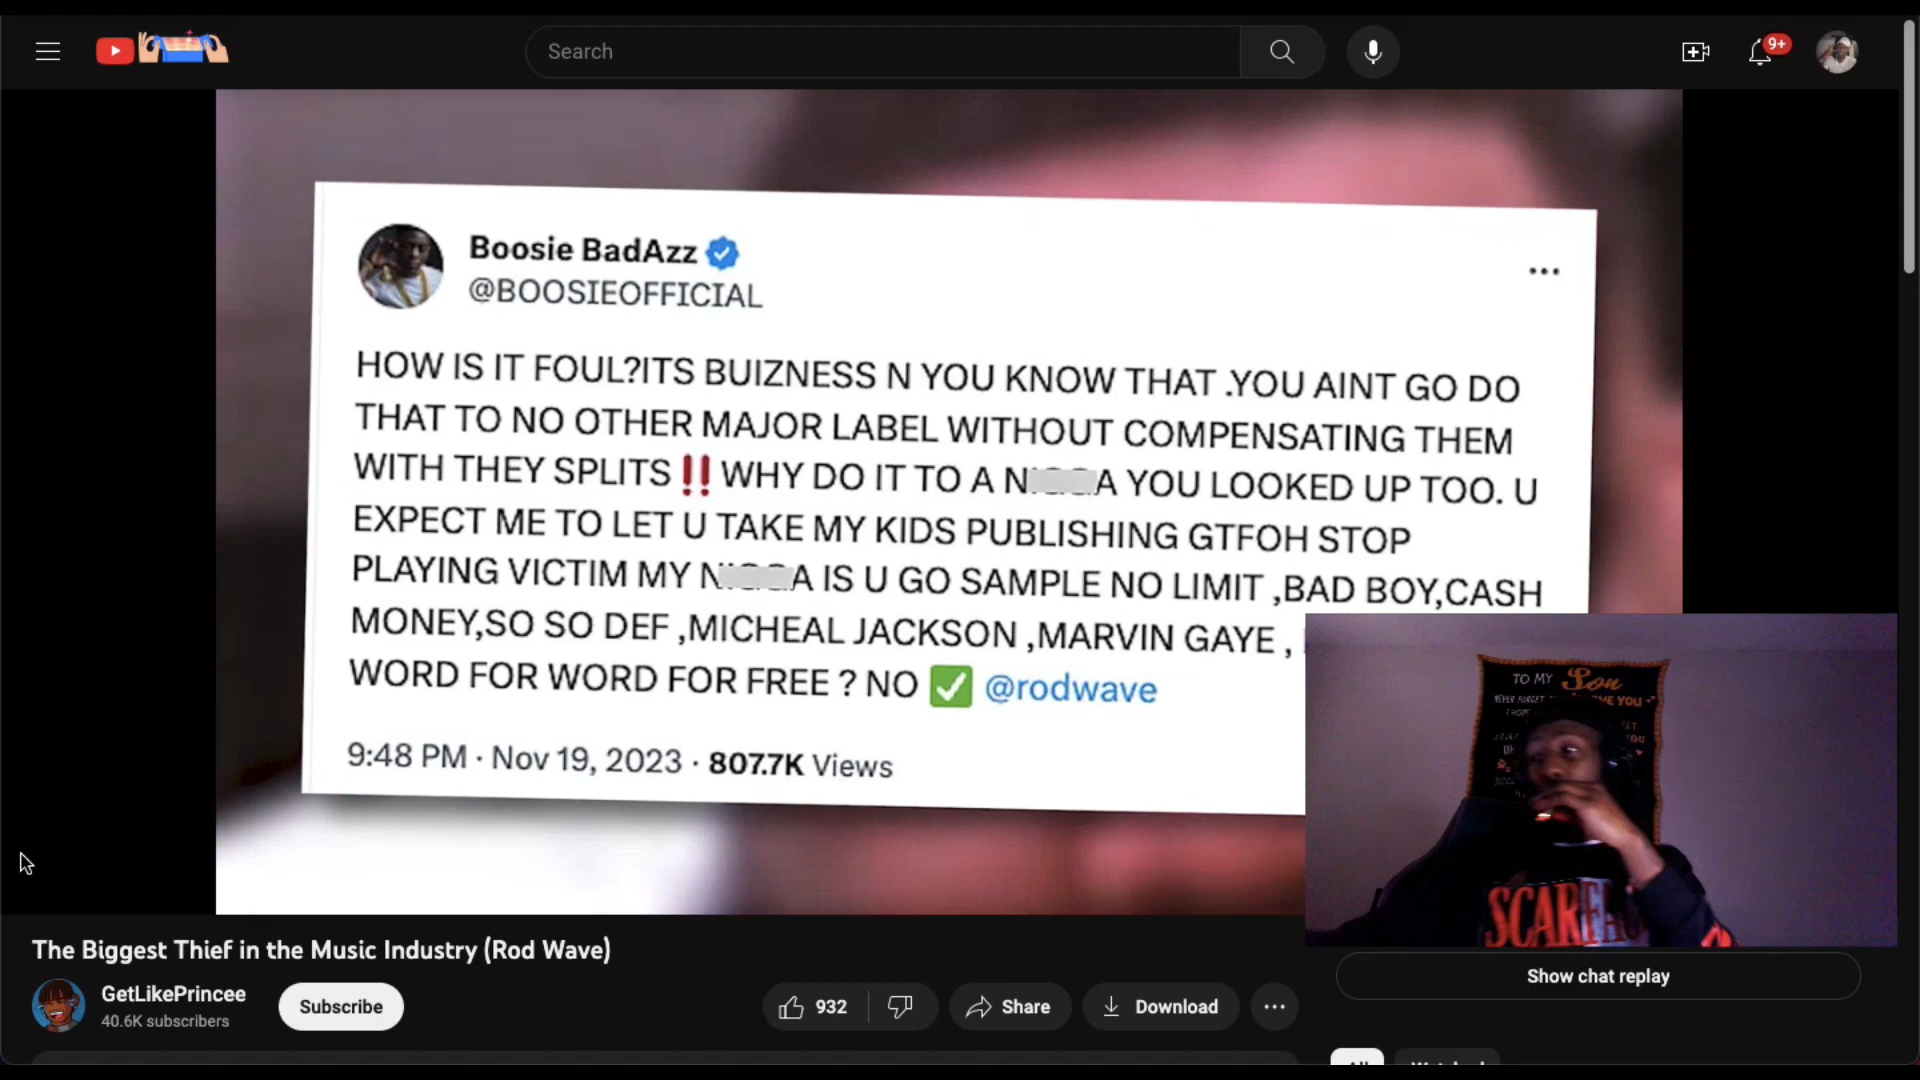 Search
9+
Boosie BadAzz
@BOOSIEOFFICIAL
HOW IS IT FOUL?ITS BUIZNESS N YOU KNOW THAT .YOU AINT GO DO
THAT TO NO OTHER MAJOR LABEL WITHOUT COMPENSATING THEM
WITH THEY SPLITS‼️WHY DO IT TO A N A YOU LOOKED UP TOO. U
EXPECT ME TO LET U TAKE MY KIDS PUBLISHING GTFOH STOP
PLAYING VICTIM MY N A IS U GO SAMPLE NO LIMIT ,BAD BOY,CASH
MONEY,SO SO DEF ,MICHEAL JACKSON ,MARVIN GAYE ,
WORD FOR WORD FOR FREE ? NO ✅ @rodwave
9:48 PM · Nov 19, 2023 · 807.7K Views
TO MY Son
NEVER FORGET
SCARF
The Biggest Thief in the Music Industry (Rod Wave)
GetLikePrincee
40.6K subscribers
Subscribe
932
Share
Download
Show chat replay